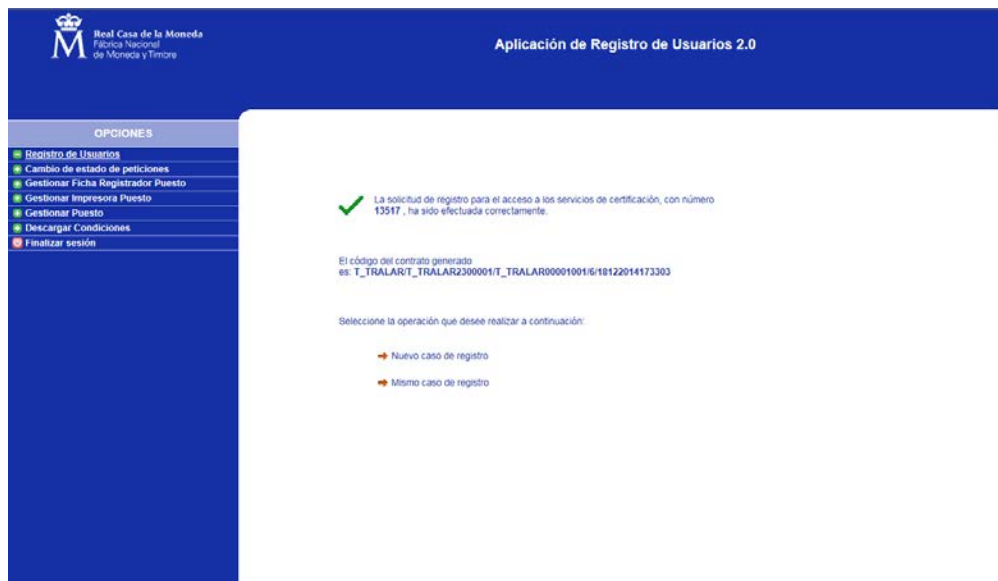 Real Casa de la Moneda
Fábrica Nacional
de Moneda y Timbre
Aplicación de Registro de Usuarios 2.0
OPCIONES
Registro de Usuarios
Cambio de estado de peticiones
Gestionar Ficha Registrador Puesto
Gestionar Impresora Puesto
Gestionar Puesto
Descargar Condiciones
Finalizar sesión
La solicitud de registro para el acceso a los servicios de certificación, con número
13517 , ha sido efectuada correctamente.
El código del contrato generado
es: T_TRALAR/T_TRALAR2300001/T_TRALAR00001001/6/18122014173303
Seleccione la operación que desee realizar a continuación:
Nuevo caso de registro
Mismo caso de registro